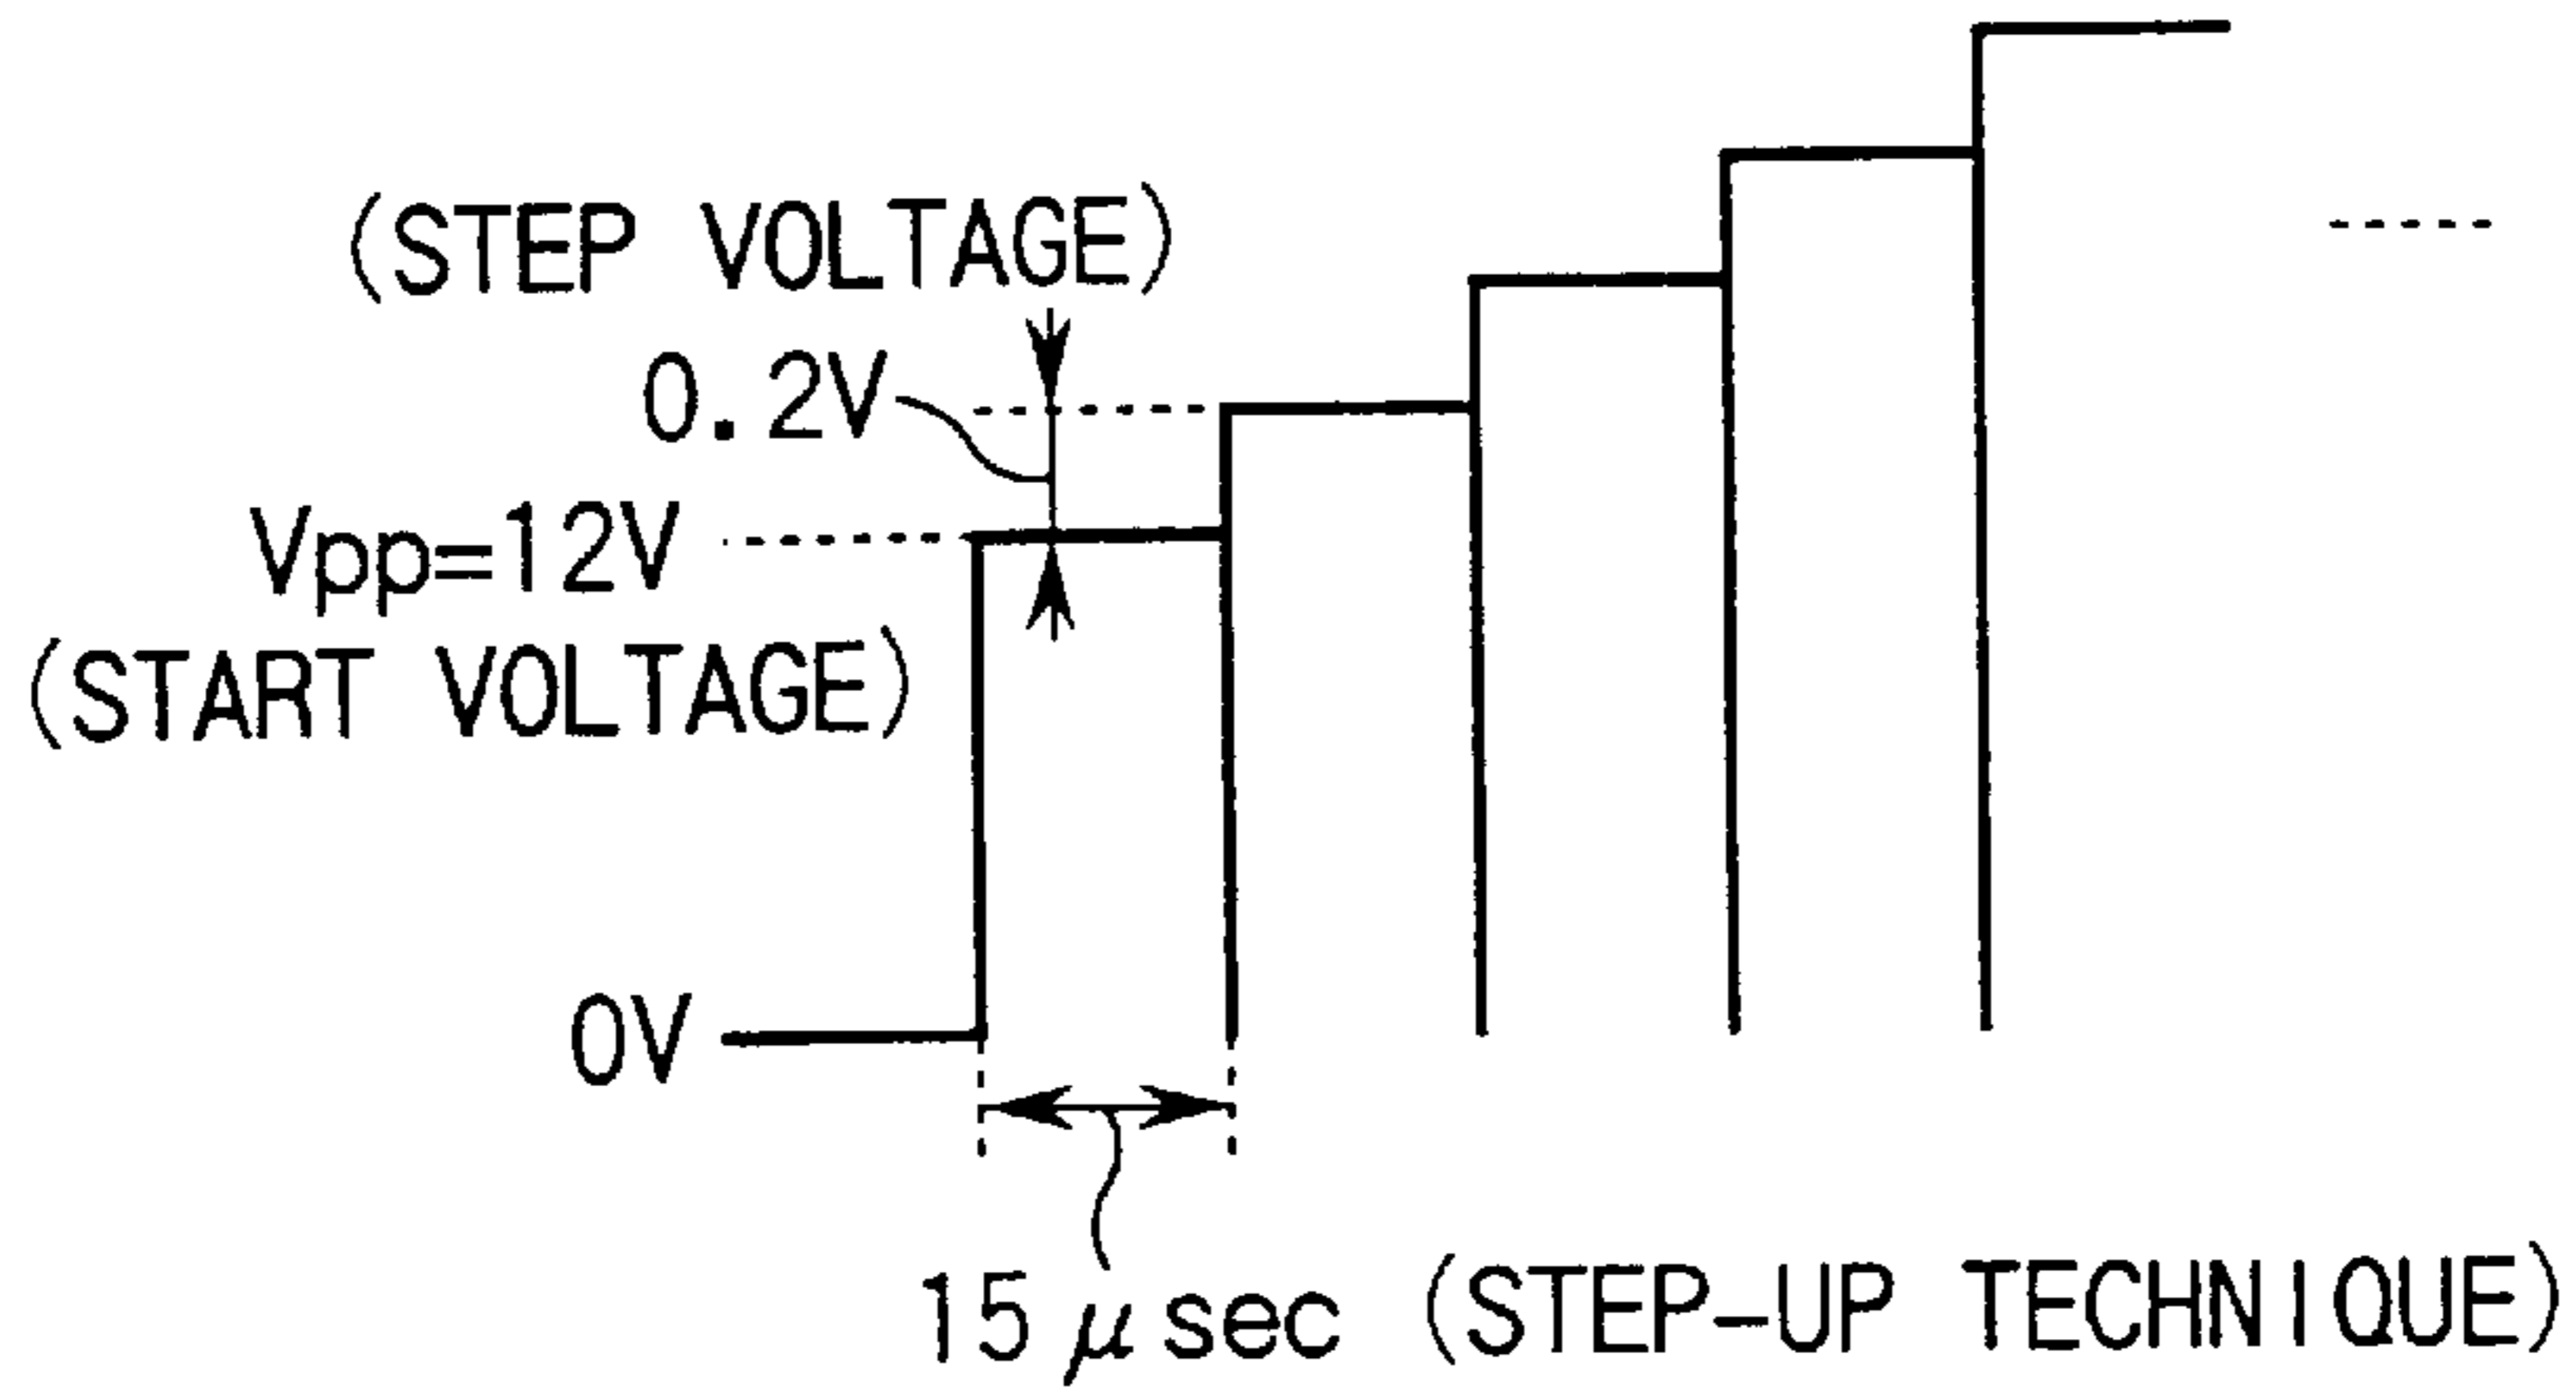 (STEP VOLTAGE)
0.2V
Vpp=12V
(START VOLTAGE)
0V
15μsec (STEP-UP TECHNIQUE)